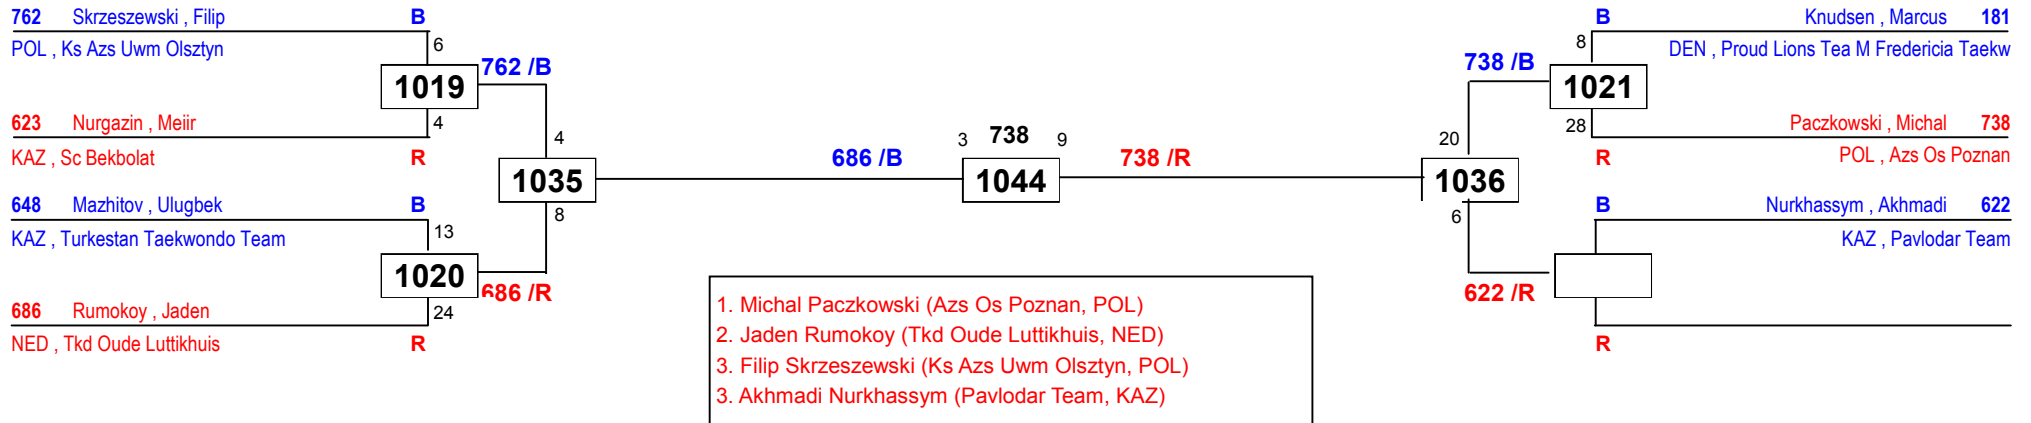 762 Skrzeszewski , Filip B
POL , Ks Azs Uwm Olsztyn
6
1019
762 /B
4
623 Nurgazin , Meiir
KAZ , Sc Bekbolat R
4
1035
8
648 Mazhitov , Ulugbek B
KAZ , Turkestan Taekwondo Team
13
1020
686 /R
24
686 Rumokoy , Jaden
NED , Tkd Oude Luttikhuis R
686 /B
3 738 9
1044
738 /R
B Knudsen , Marcus 181
DEN , Proud Lions Tea M Fredericia Taekw
8
738 /B
1021
28
Paczkowski , Michal 738
R POL , Azs Os Poznan
20
1036
6
B Nurkhassym , Akhmadi 622
KAZ , Pavlodar Team
622 /R
R
1. Michal Paczkowski (Azs Os Poznan, POL)
2. Jaden Rumokoy (Tkd Oude Luttikhuis, NED)
3. Filip Skrzeszewski (Ks Azs Uwm Olsztyn, POL)
3. Akhmadi Nurkhassym (Pavlodar Team, KAZ)